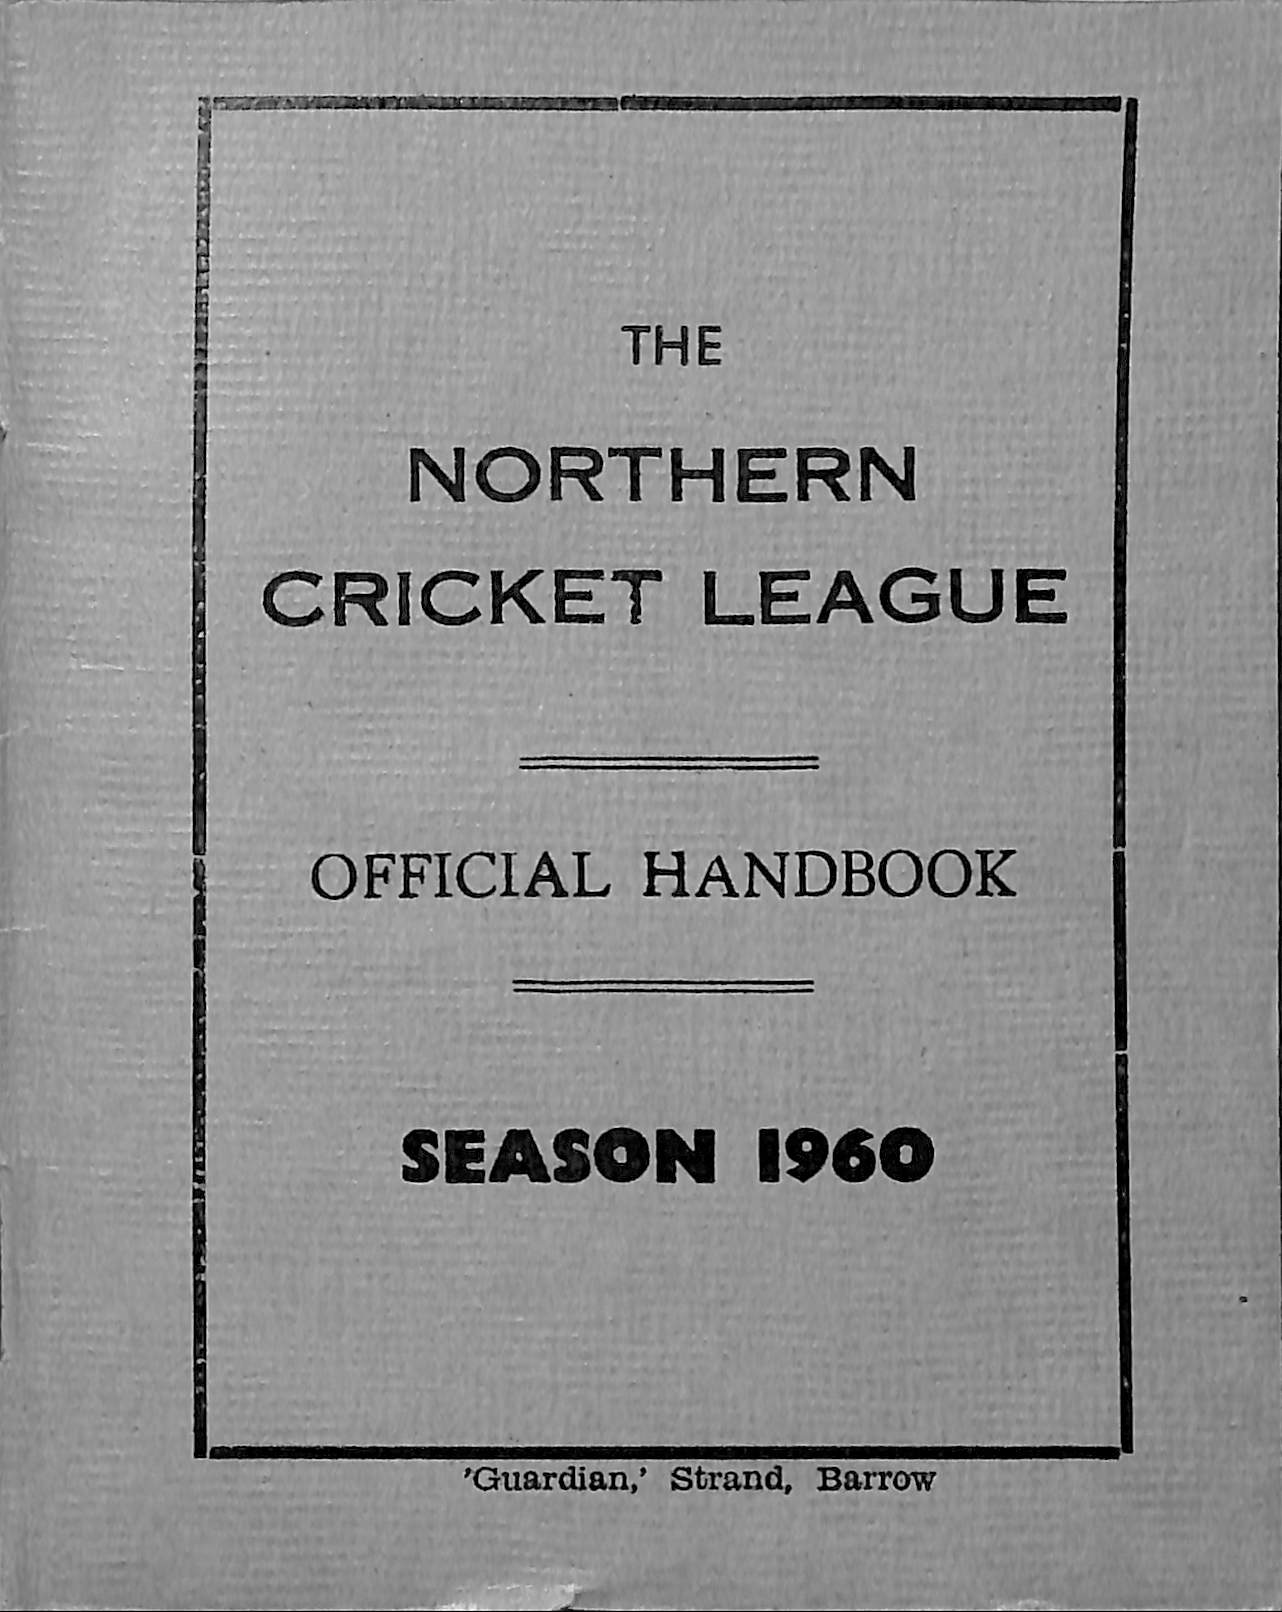 THE
NORTHERN
CRICKET LEAGUE
OFFICIAL HANDBOOK
SEASON 1960
'Guardian,' Strand, Barrow